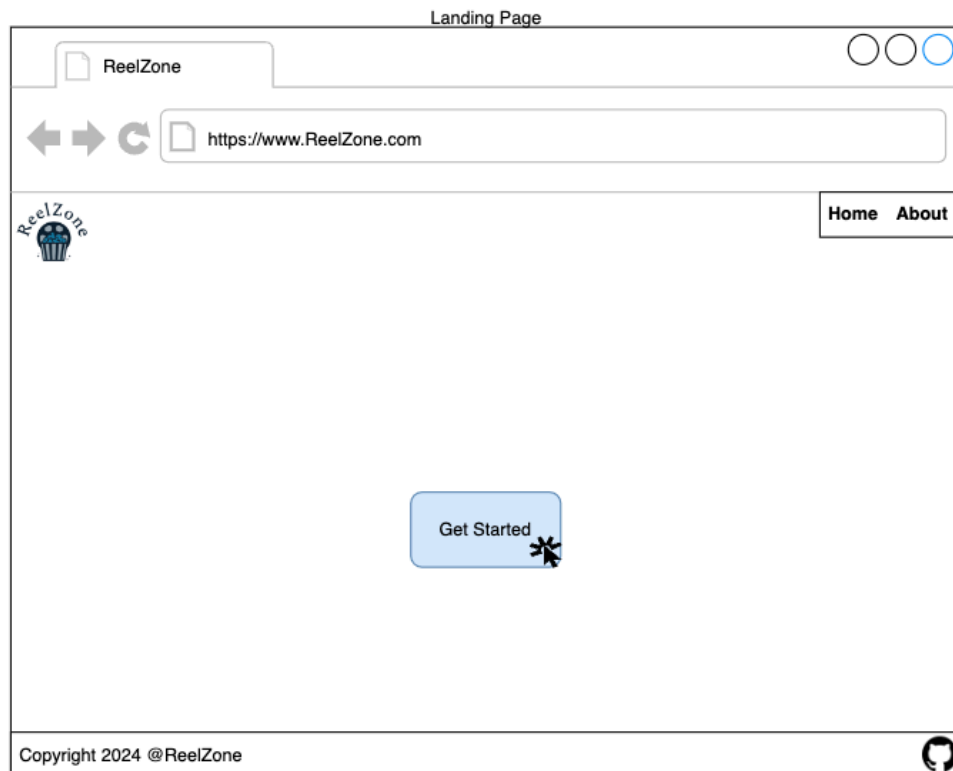 Landing Page
ReelZone
https://www.ReelZone.com
ReelZone
Home About
Get Started
Copyright 2024 @ReelZone